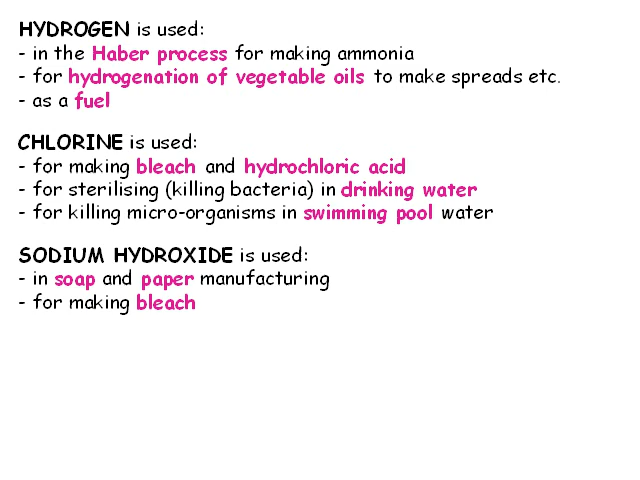 HYDROGEN is used:
- in the Haber process for making ammonia
- for hydrogenation of vegetable oils to make spreads etc.
- as a fuel
CHLORINE is used:
- for making bleach and hydrochloric acid
- for sterilising (killing bacteria) in drinking water
- for killing micro-organisms in swimming pool water
SODIUM HYDROXIDE is used:
- in soap and paper manufacturing
- for making bleach